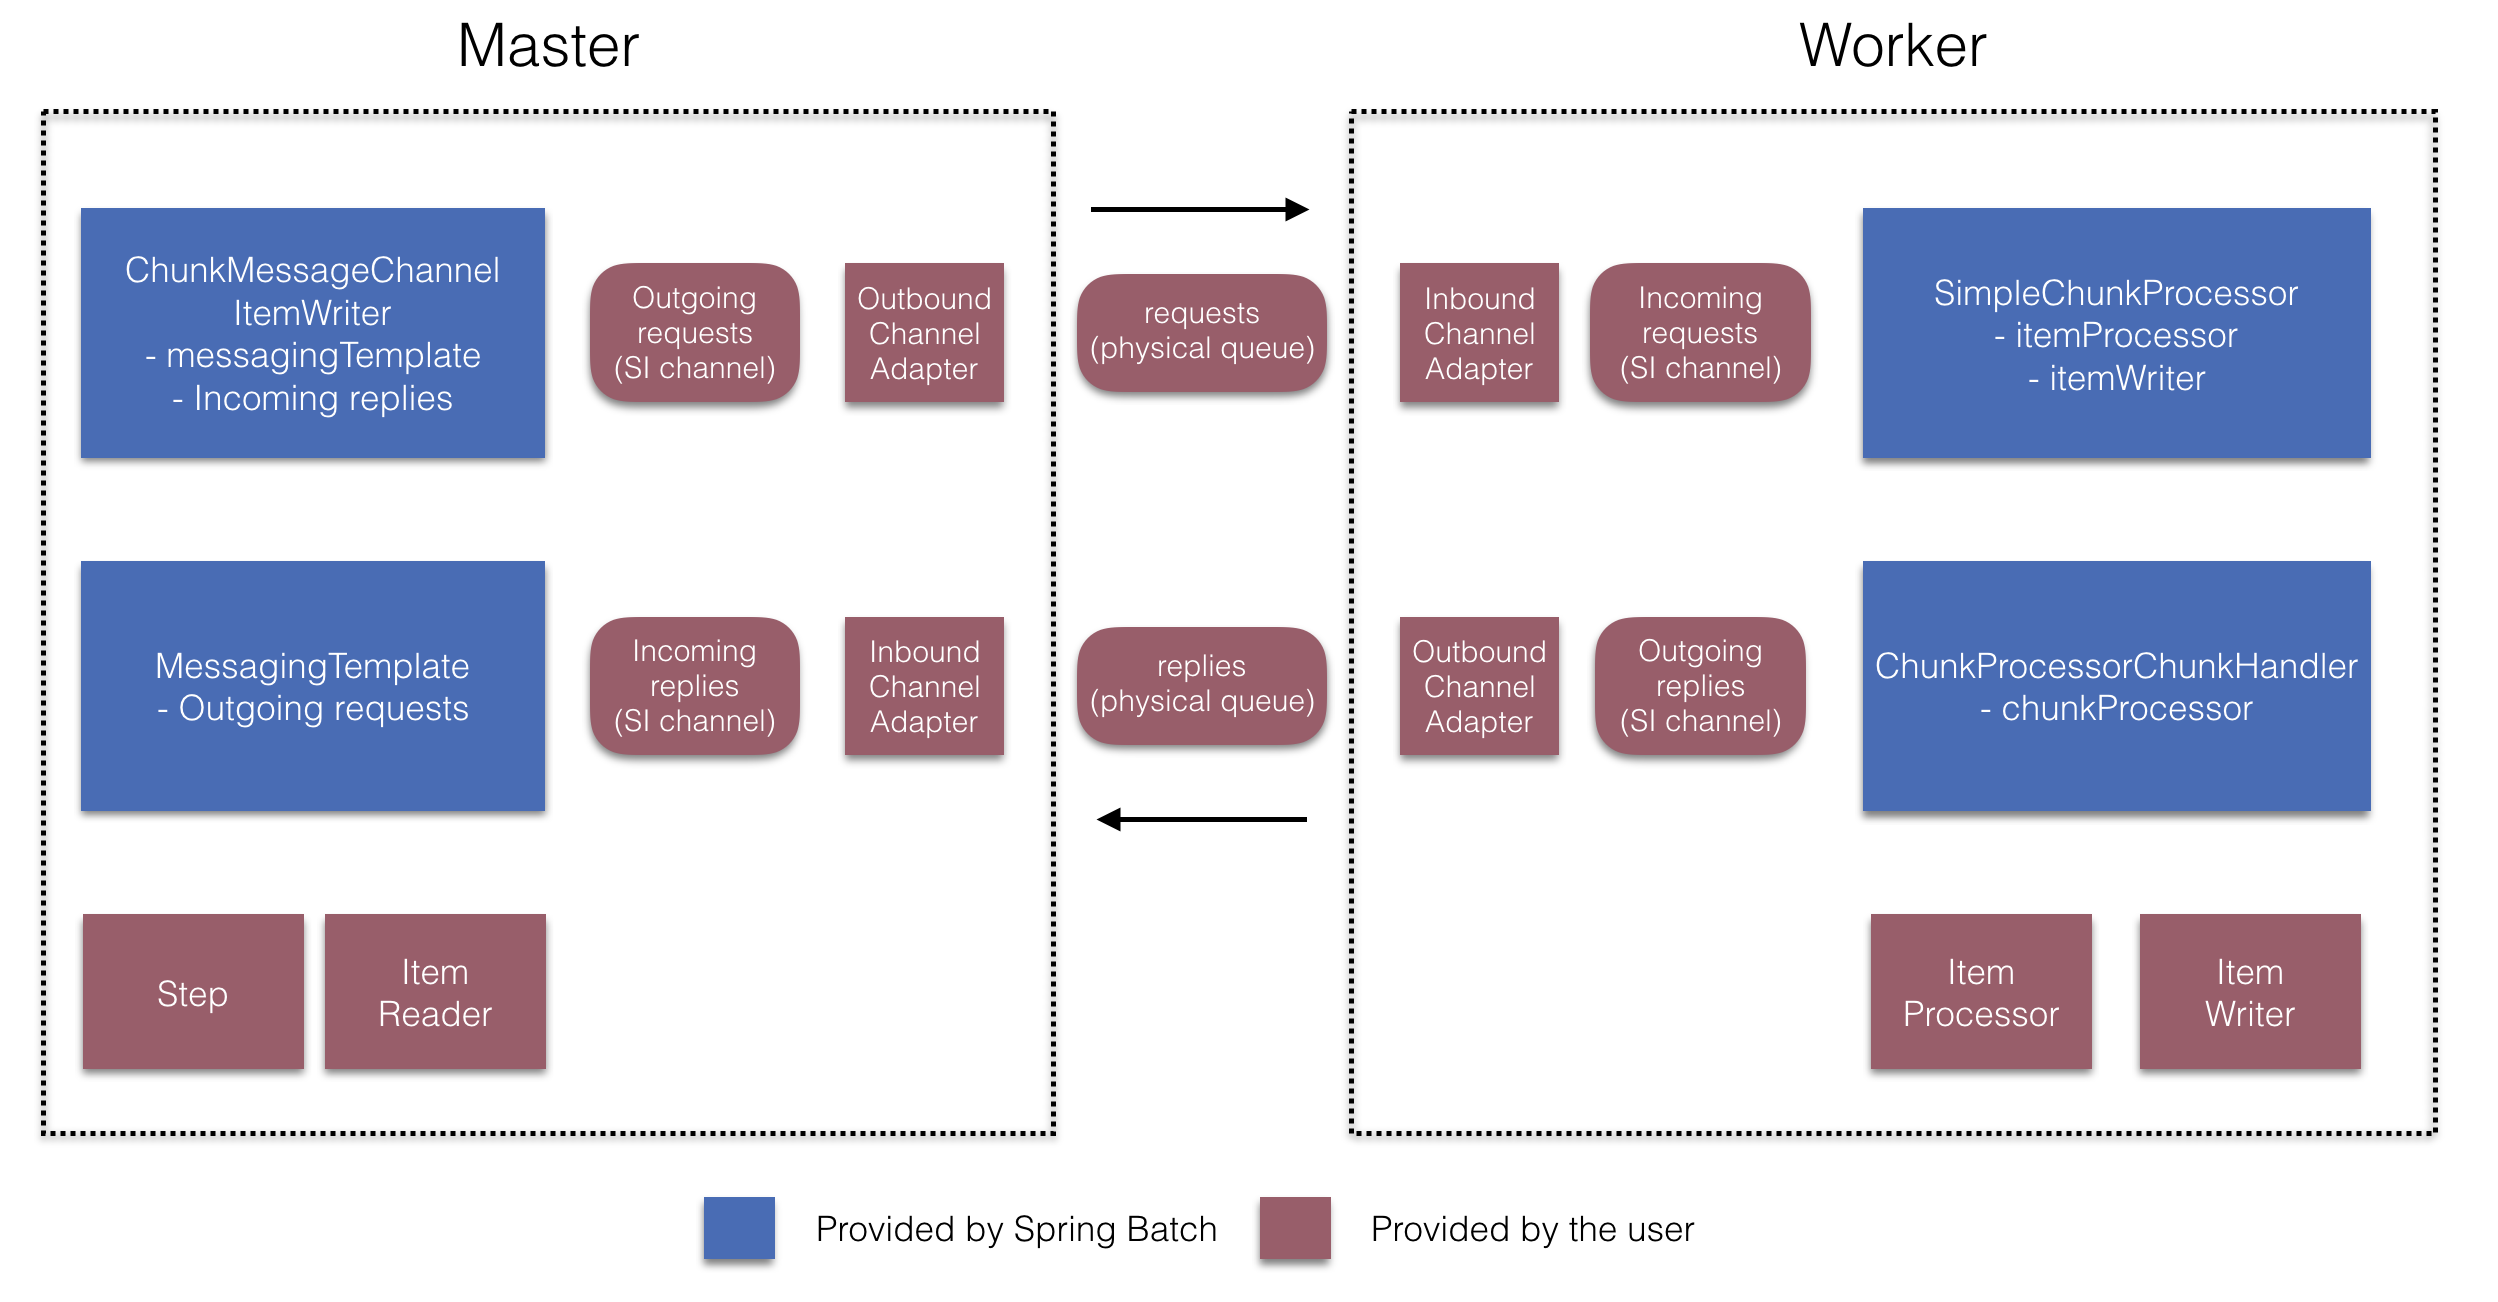 Master
Worker
ChunkMessageChannel
ItemWriter
- messagingTemplate
- Incoming replies
Outgoing
requests
(SI channel)
Outbound
Channel
Adapter
requests
(physical queue)
Inbound
Channel
Adapter
Incoming
requests
(SI channel)
SimpleChunkProcessor
- itemProcessor
- itemWriter
MessagingTemplate
- Outgoing requests
Incoming
replies
(SI channel)
Inbound
Channel
Adapter
replies
(physical queue)
Outbound
Channel
Adapter
Outgoing
replies
(SI channel)
ChunkProcessorChunkHandler
- chunkProcessor
Step
Item
Reader
Item
Processor
Item
Writer
Provided by Spring Batch
Provided by the user